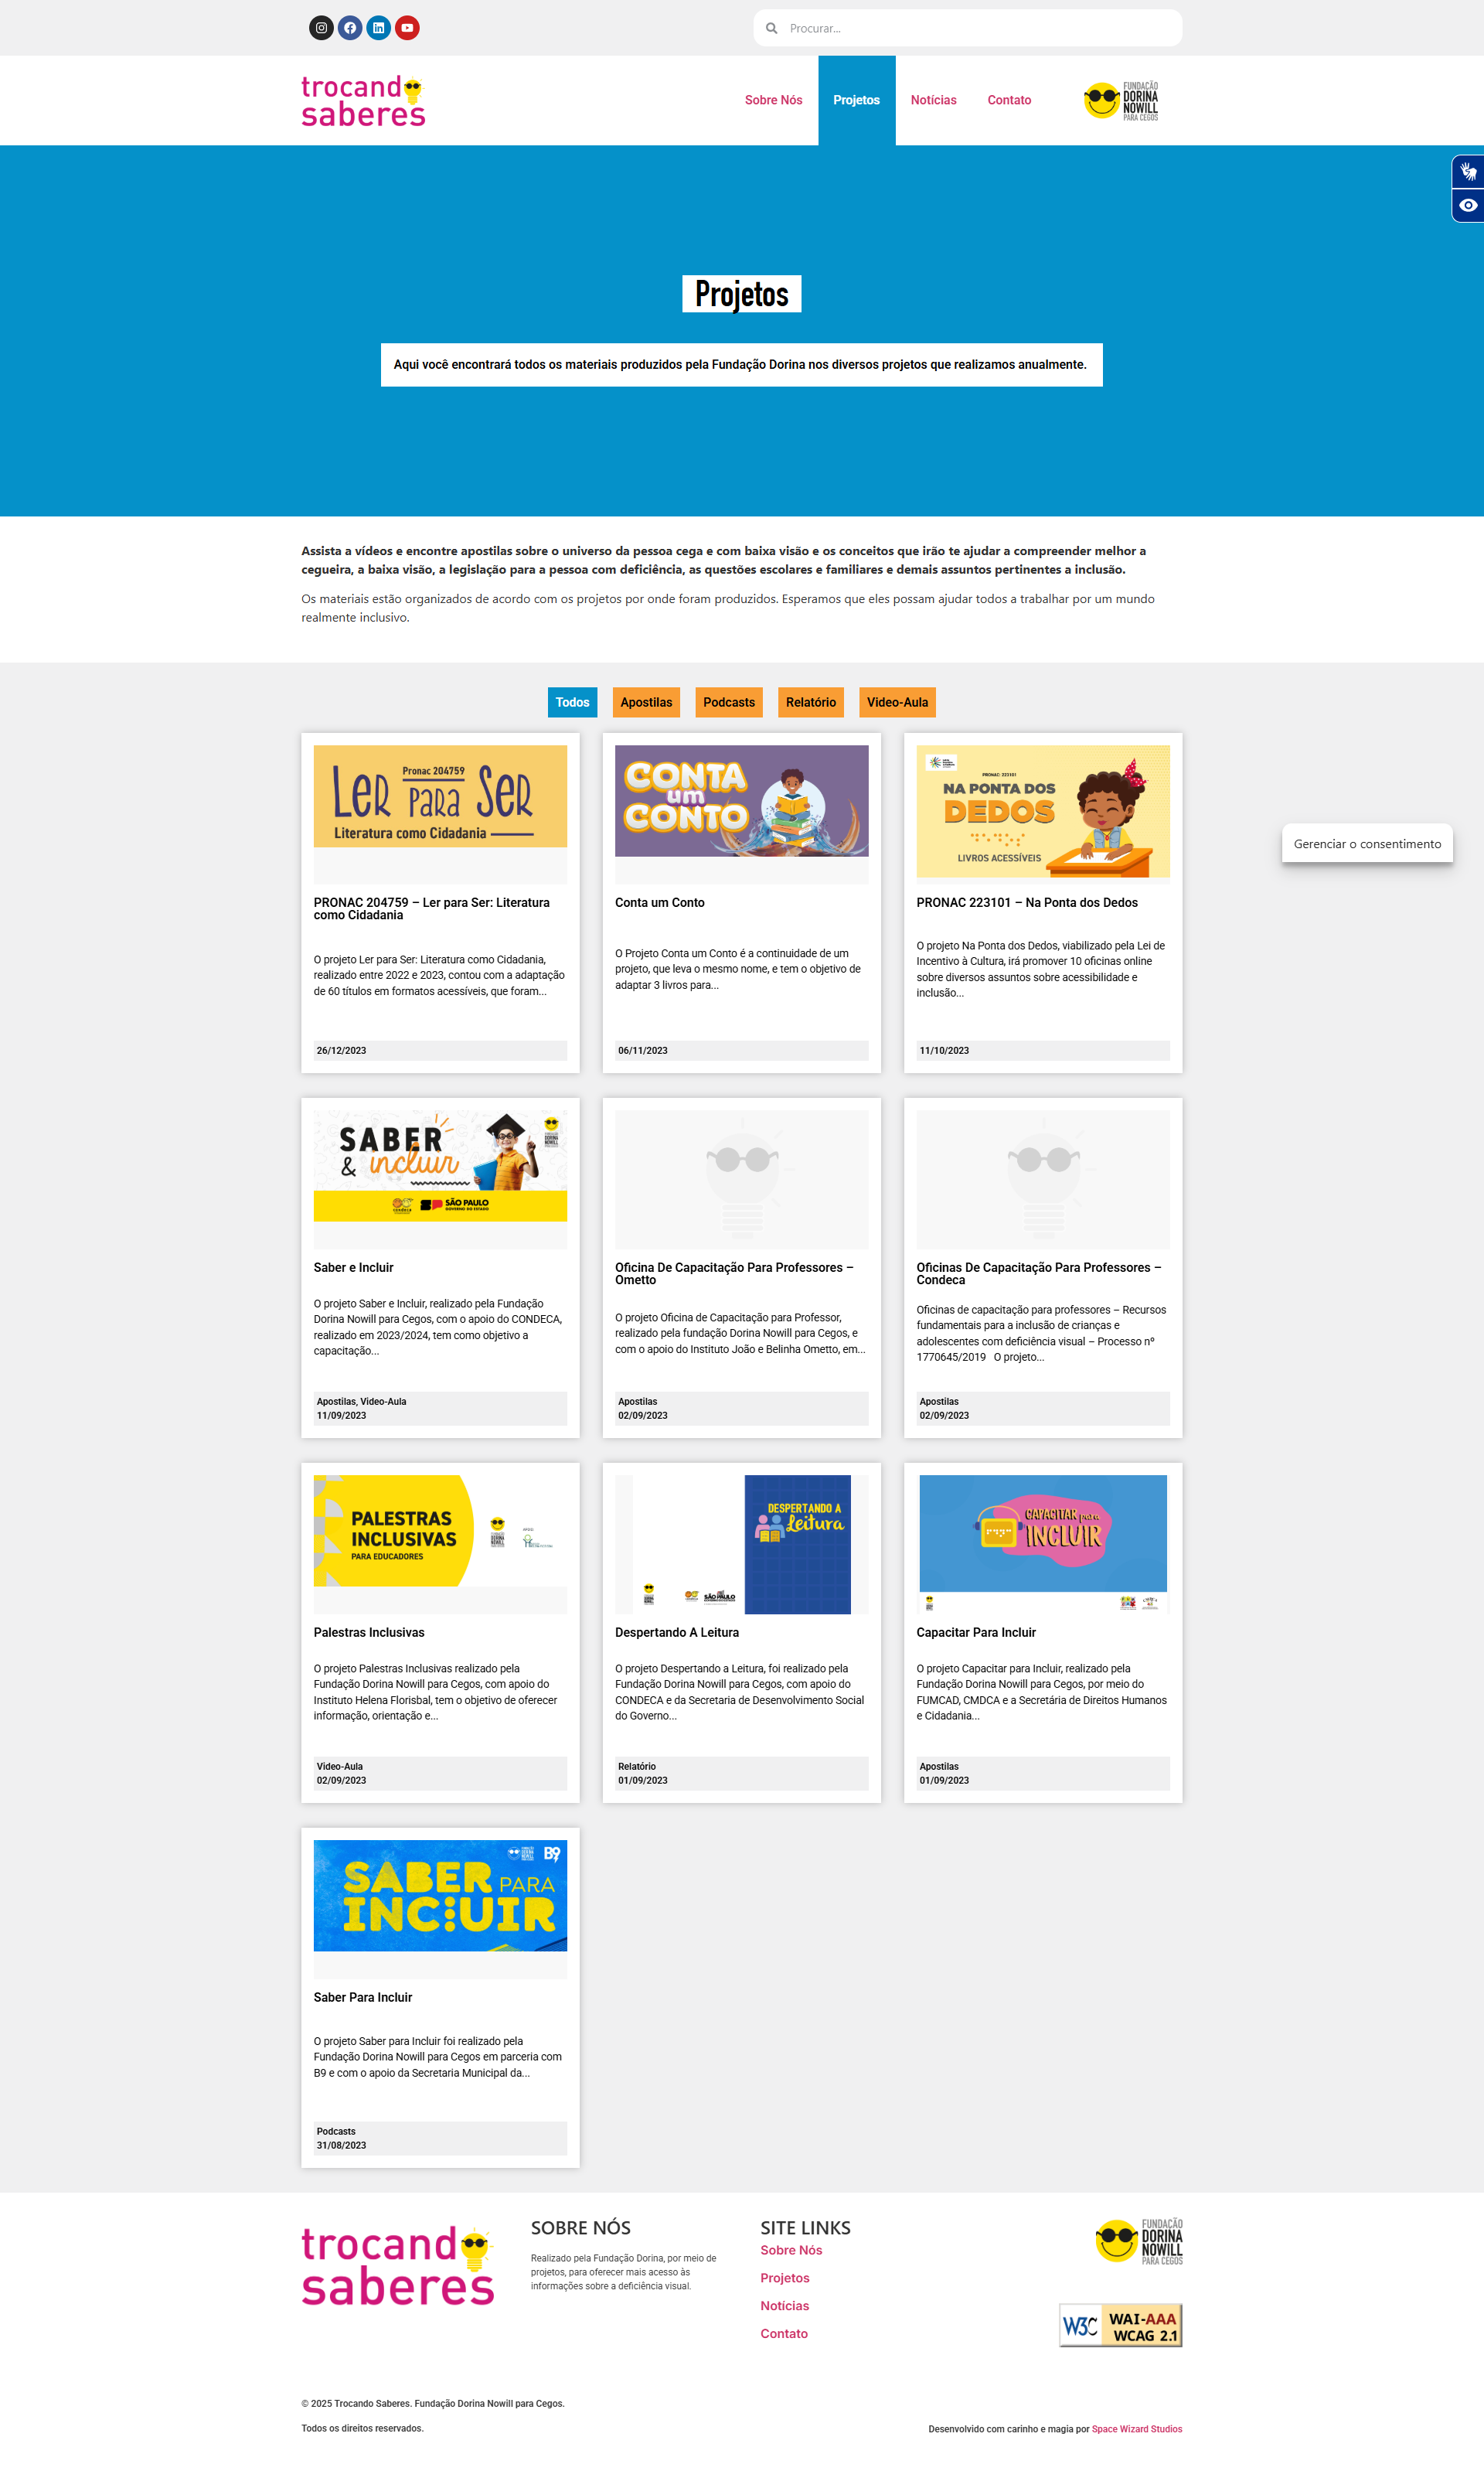 Procurar...
trocando
saberes
Sobre Nós
Projetos
Notícias
Contato
FUNDAÇÃO
DORINA
NOWILL
PARA CEGOS
Projetos
Aqui você encontrará todos os materiais produzidos pela Fundação Dorina nos diversos projetos que realizamos anualmente.
Assista a vídeos e encontre apostilas sobre o universo da pessoa cega e com baixa visão e os conceitos que irão te ajudar a compreender melhor a
cegueira, a baixa visão, a legislação para a pessoa com deficiência, as questões escolares e familiares e demais assuntos pertinentes a inclusão.
Os materiais estão organizados de acordo com os projetos por onde foram produzidos. Esperamos que eles possam ajudar todos a trabalhar por um mundo
realmente inclusivo.
Todos
Apostilas
Podcasts
Relatório
Video-Aula
Pronac 204759
Ler para Ser
Literatura como Cidadania
PRONAC 204759 – Ler para Ser: Literatura
como Cidadania
O projeto Ler para Ser: Literatura como Cidadania,
realizado entre 2022 e 2023, contou com a adaptação
de 60 títulos em formatos acessíveis, que foram...
26/12/2023
CONTA
um
CONTO
Conta um Conto
O Projeto Conta um Conto é a continuidade de um
projeto, que leva o mesmo nome, e tem o objetivo de
adaptar 3 livros para...
06/11/2023
PRONAC: 223101
NA PONTA DOS
DEDOS
LIVROS ACESSÍVEIS
PRONAC 223101 – Na Ponta dos Dedos
O projeto Na Ponta dos Dedos, viabilizado pela Lei de
Incentivo à Cultura, irá promover 10 oficinas online
sobre diversos assuntos sobre acessibilidade e
inclusão...
11/10/2023
Gerenciar o consentimento
SABER
& incluir
FUNDAÇÃO
DORINA
NOWILL
condeca
SÃO PAULO
GOVERNO DO ESTADO
Saber e Incluir
O projeto Saber e Incluir, realizado pela Fundação
Dorina Nowill para Cegos, com o apoio do CONDECA,
realizado em 2023/2024, tem como objetivo a
capacitação...
Apostilas, Video-Aula
11/09/2023
Oficina De Capacitação Para Professores –
Ometto
O projeto Oficina de Capacitação para Professor,
realizado pela fundação Dorina Nowill para Cegos, e
com o apoio do Instituto João e Belinha Ometto, em...
Apostilas
02/09/2023
Oficinas De Capacitação Para Professores –
Condeca
Oficinas de capacitação para professores – Recursos
fundamentais para a inclusão de crianças e
adolescentes com deficiência visual – Processo nº
1770645/2019   O projeto...
Apostilas
02/09/2023
PALESTRAS
INCLUSIVAS
PARA EDUCADORES
Palestras Inclusivas
O projeto Palestras Inclusivas realizado pela
Fundação Dorina Nowill para Cegos, com apoio do
Instituto Helena Florisbal, tem o objetivo de oferecer
informação, orientação e...
Video-Aula
02/09/2023
DESPERTANDO A
Leitura
SÃO PAULO
Despertando A Leitura
O projeto Despertando a Leitura, foi realizado pela
Fundação Dorina Nowill para Cegos, com apoio do
CONDECA e da Secretaria de Desenvolvimento Social
do Governo...
Relatório
01/09/2023
CAPACITAR para
INCLUIR
Capacitar Para Incluir
O projeto Capacitar para Incluir, realizado pela
Fundação Dorina Nowill para Cegos, por meio do
FUMCAD, CMDCA e a Secretária de Direitos Humanos
e Cidadania...
Apostilas
01/09/2023
B9
SABER PARA
INCLUIR
Saber Para Incluir
O projeto Saber para Incluir foi realizado pela
Fundação Dorina Nowill para Cegos em parceria com
B9 e com o apoio da Secretaria Municipal da...
Podcasts
31/08/2023
trocando
saberes
SOBRE NÓS
Realizado pela Fundação Dorina, por meio de
projetos, para oferecer mais acesso às
informações sobre a deficiência visual.
SITE LINKS
Sobre Nós
Projetos
Notícias
Contato
FUNDAÇÃO
DORINA
NOWILL
PARA CEGOS
W3C WAI-AAA
WCAG 2.1
© 2025 Trocando Saberes. Fundação Dorina Nowill para Cegos.
Todos os direitos reservados.
Desenvolvido com carinho e magia por Space Wizard Studios